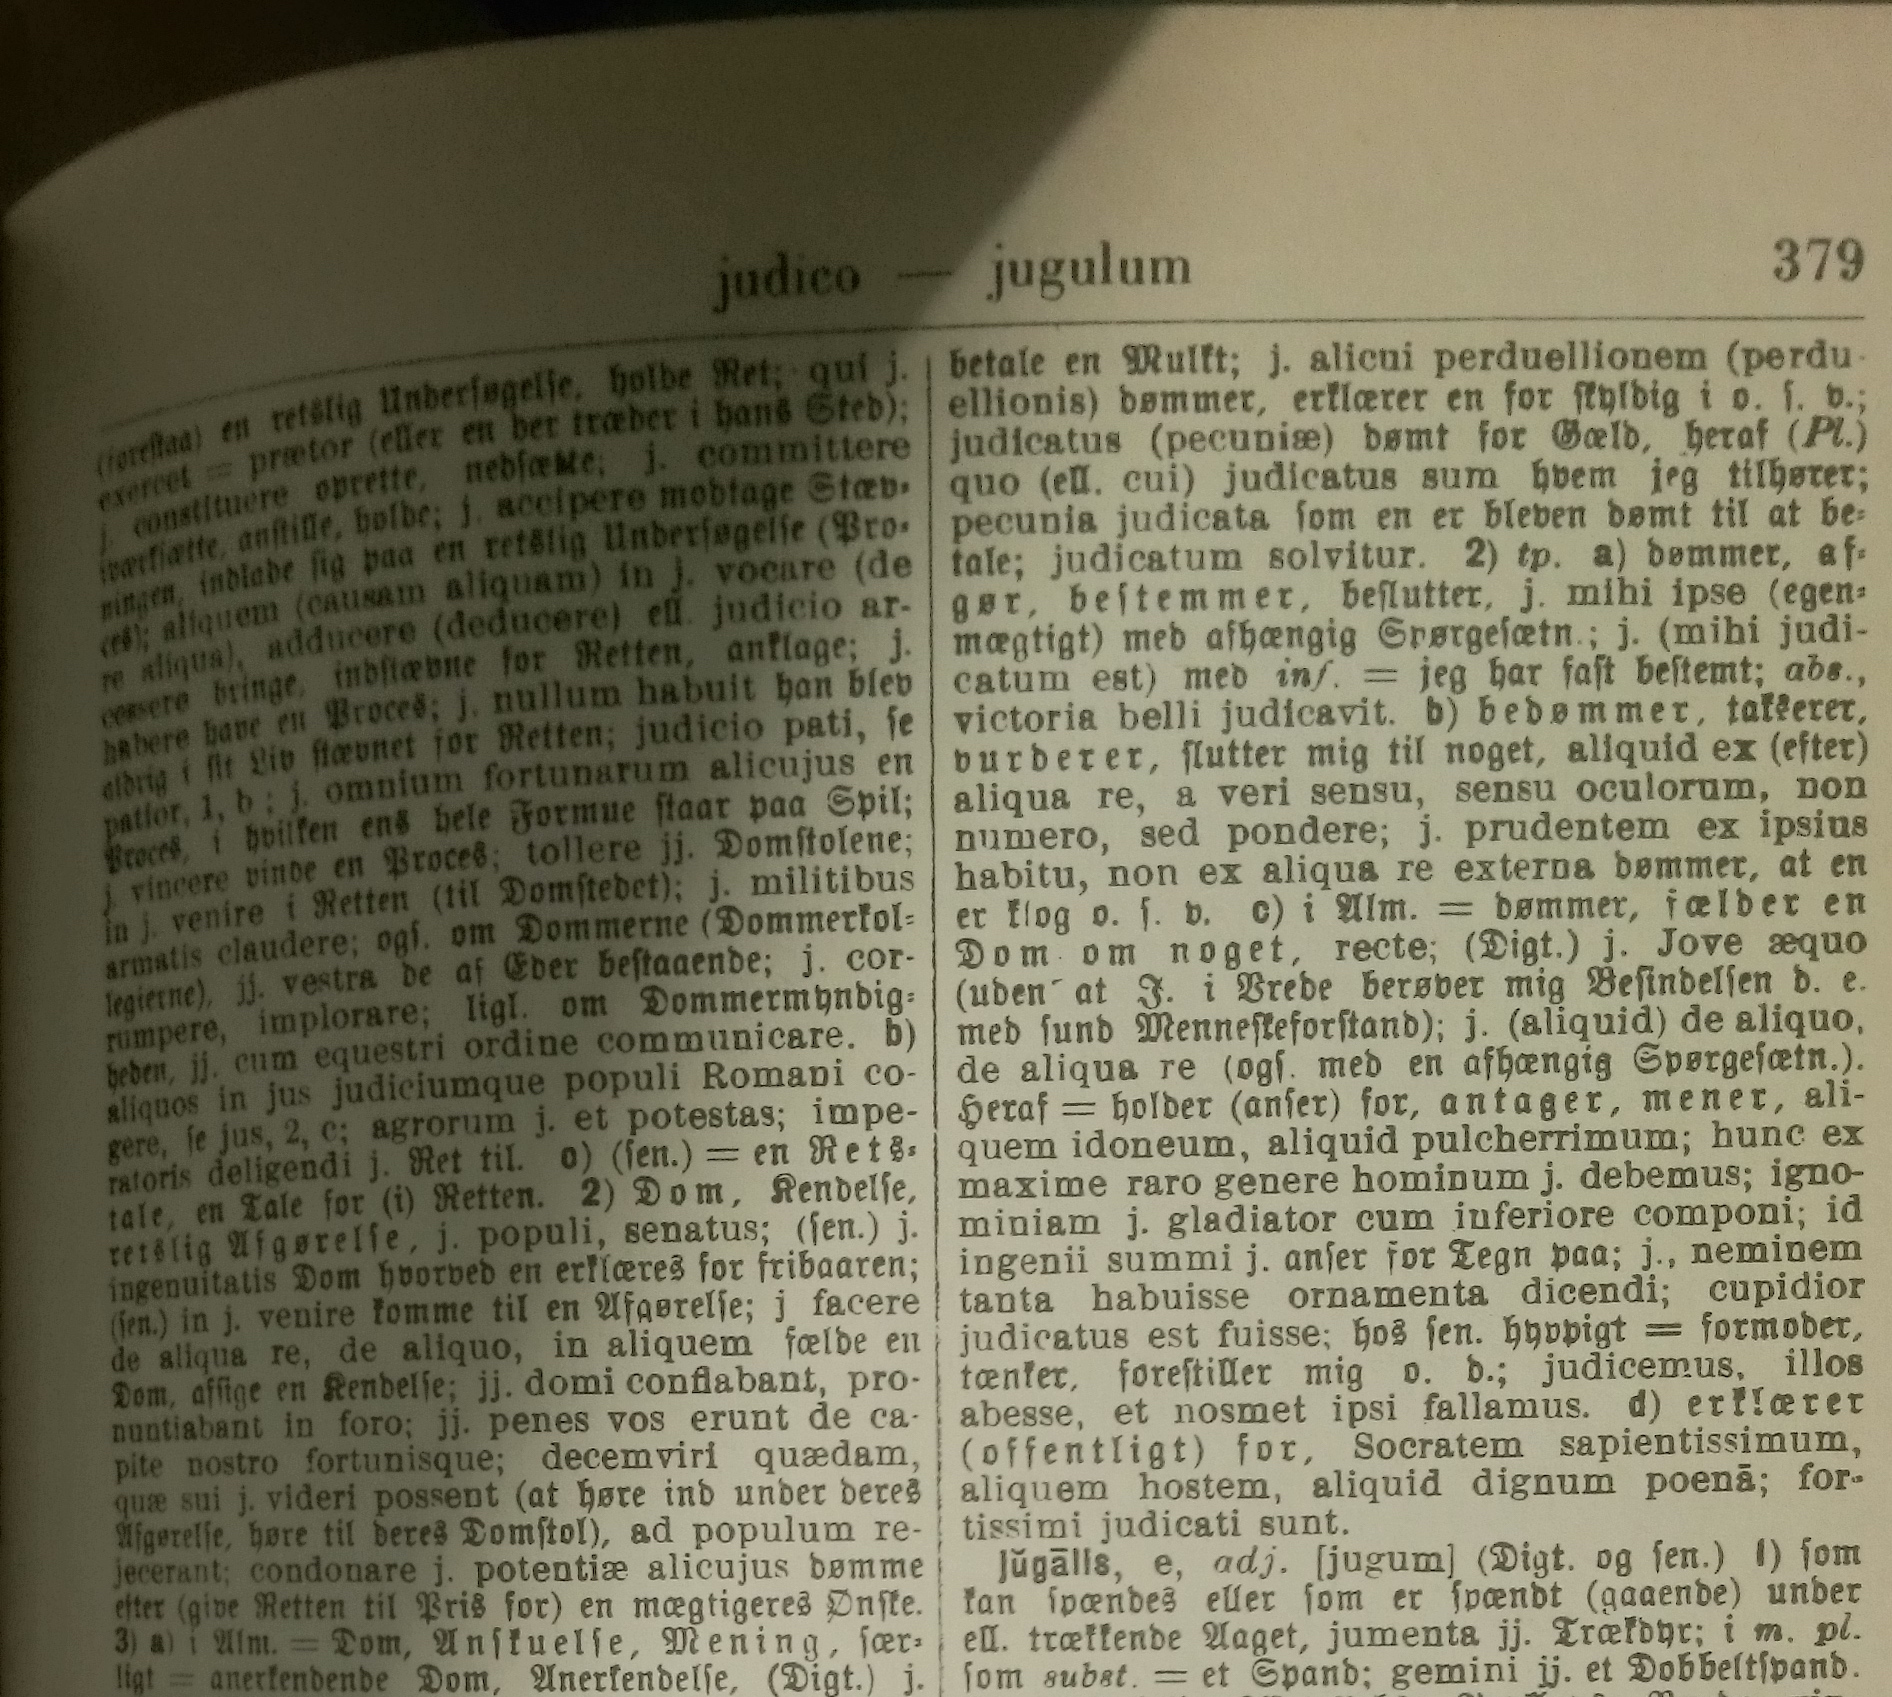 judico — jugulum
379
(forestaa) en retslig Undersøgelse, holde Ret; qui j.
exercet = prætor (eller en der træder i hans Sted);
j. constituere oprette, nedsætte; j. committere
iværksætte, anstille, holde; j. accipere modtage Stæv-
ningen, indlade sig paa en retslig Undersøgelse (Pro-
ces); aliquem (causam aliquam) in j. vocare (de
re aliqua), adducere (deducere) ell. judicio ar-
cessere bringe, indstævne for Retten, anklage; j.
habere have en Proces; j. nullum habuit han blev
aldrig i sit Liv stævnet for Retten; judicio pati, se
patior, 1, b; j. omnium fortunarum alicujus en
Proces, i hvilken ens hele Formue staar paa Spil;
j. vincere vinde en Proces; tollere jj. Domstolene;
in j. venire i Retten (til Domstedet); j. militibus
armatis claudere; ogs. om Dommerne (Dommerkol-
legierne), jj. vestra de af Eder bestaaende; j. cor-
rumpere, implorare; ligl. om Dommermyndig-
heden, jj. cum equestri ordine communicare. b)
aliquos in jus judiciumque populi Romani co-
gere, se jus, 2, c; agrorum j. et potestas; impe-
ratoris deligendi j. Ret til. c) (sen.) = en Rets-
tale, en Tale for (i) Retten. 2) Dom, Kendelse,
retslig Afgørelse, j. populi, senatus; (sen.) j.
ingenuitatis Dom hvorved en erklæres for fribaaren;
(sen.) in j. venire komme til en Afgørelse; j facere
de aliqua re, de aliquo, in aliquem fælde en
Dom, afsige en Kendelse; jj. domi conflabant, pro-
nuntiabant in foro; jj. penes vos erunt de ca-
pite nostro fortunisque; decemviri quædam,
quæ sui j. videri possent (at høre ind under deres
Afgørelse, høre til deres Domstol), ad populum re-
jecerant; condonare j. potentiæ alicujus dømme
efter (give Retten til Pris for) en mægtigeres Ønske.
3) a) i Alm. = Dom, Anskuelse, Mening, sær-
ligt = anerkendende Dom, Anerkendelse, (Digt.) j.
betale en Mulkt; j. alicui perduellionem (perdu-
ellionis) dømmer, erklærer en for skyldig i o. s. v.;
judicatus (pecuniæ) dømt for Gæld, heraf (Pl.)
quo (ell. cui) judicatus sum hvem jeg tilhører;
pecunia judicata som en er bleven dømt til at be-
tale; judicatum solvitur. 2) tp. a) dømmer, af-
gør, bestemmer, beslutter, j. mihi ipse (egen-
mægtigt) med afhængig Spørgesætn.; j. (mihi judi-
catum est) med inf. = jeg har fast bestemt; abs.,
victoria belli judicavit. b) bedømmer, takserer,
vurderer, slutter mig til noget, aliquid ex (efter)
aliqua re, a veri sensu, sensu oculorum, non
numero, sed pondere; j. prudentem ex ipsius
habitu, non ex aliqua re externa dømmer, at en
er klog o. s. v. c) i Alm. = dømmer, fælder en
Dom om noget, recte; (Digt.) j. Jove æquo
(uden at J. i Vrede berøver mig Besindelsen d. e.
med sund Menneskeforstand); j. (aliquid) de aliquo,
de aliqua re (ogs. med en afhængig Spørgesætn.).
Heraf = holder (anser) for, antager, mener, ali-
quem idoneum, aliquid pulcherrimum; hunc ex
maxime raro genere hominum j. debemus; igno-
miniam j. gladiator cum inferiore componi; id
ingenii summi j. anser for Tegn paa; j., neminem
tanta habuisse ornamenta dicendi; cupidior
judicatus est fuisse; hos sen. hyppigt = formoder,
tænker, forestiller mig o. d.; judicemus, illos
abesse, et nosmet ipsi fallamus. d) erklærer
(offentligt) for, Socratem sapientissimum,
aliquem hostem, aliquid dignum poenā; for-
tissimi judicati sunt.
Jŭgālis, e, adj. [jugum] (Digt. og sen.) 1) som
kan spændes eller som er spændt (gaaende) under
ell. trækkende Aaget, jumenta jj. Trækdyr; i m. pl.
som subst. = et Spand; gemini jj. et Dobbeltspand.